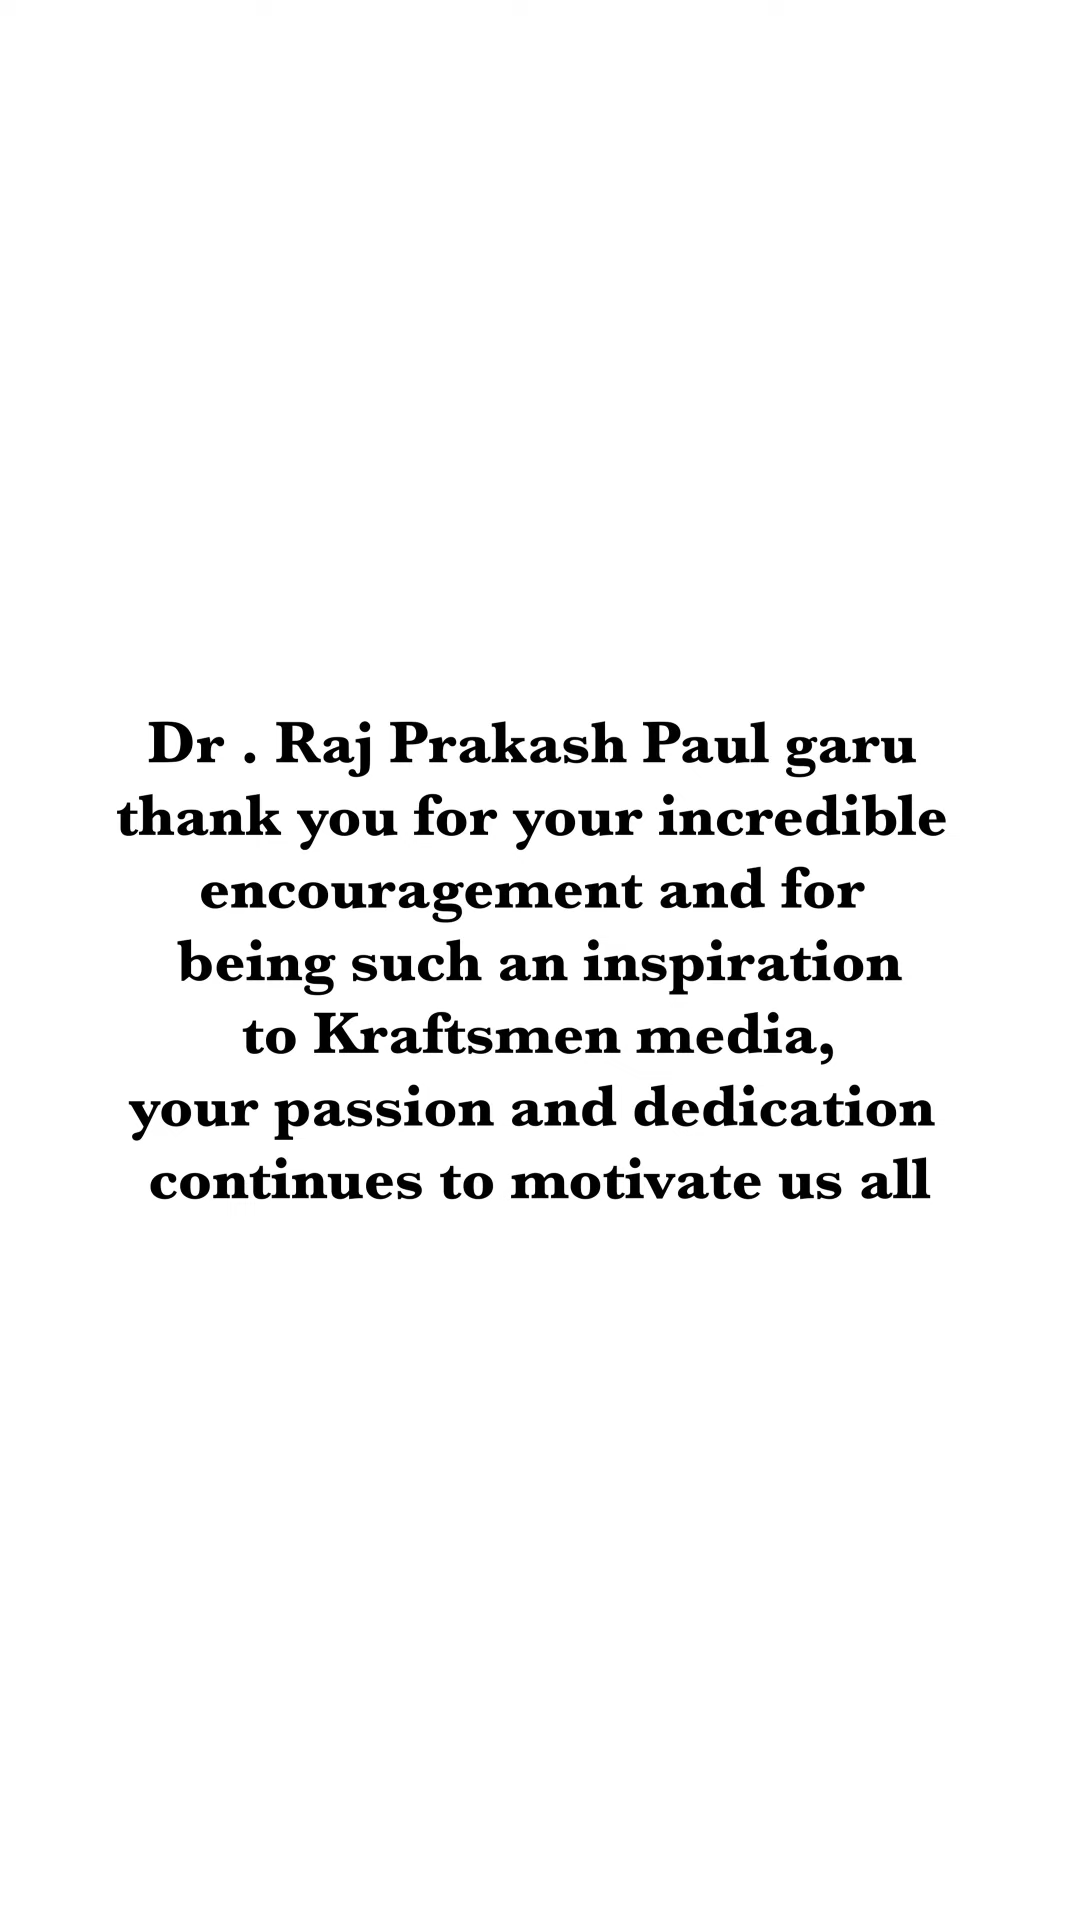 Dr . Raj Prakash Paul garu
thank you for your incredible
encouragement and for
being such an inspiration
to Kraftsmen media,
your passion and dedication
continues to motivate us all